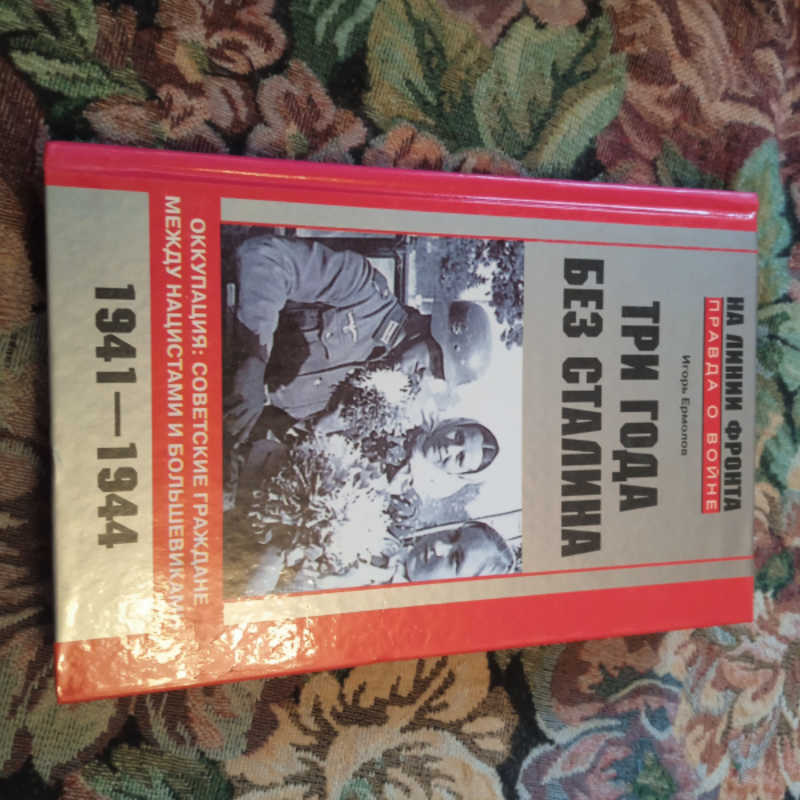 НА ЛИНИИ ФРОНТА
ПРАВДА О ВОЙНЕ
Игорь Ермолов
ТРИ ГОДА
БЕЗ СТАЛИНА
ОККУПАЦИЯ: СОВЕТСКИЕ ГРАЖДАНЕ
МЕЖДУ НАЦИСТАМИ И БОЛЬШЕВИКАМИ
1941—1944